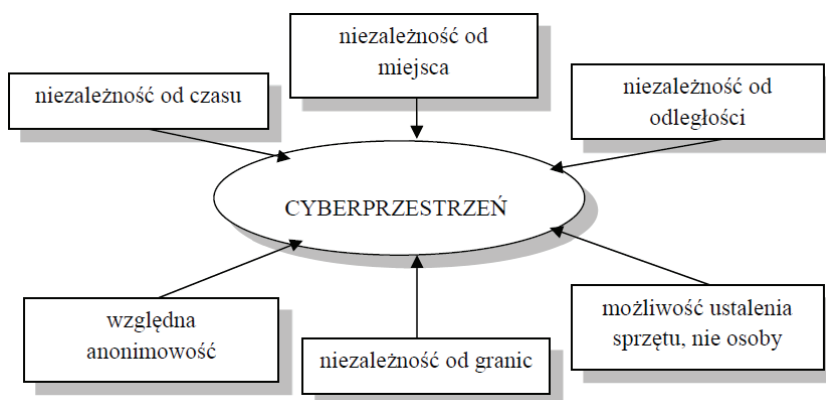 niezależność od
miejsca
niezależność od czasu
niezależność od
odległości
CYBERPRZESTRZEŃ
względna
anonimowość
niezależność od granic
możliwość ustalenia
sprzętu, nie osoby